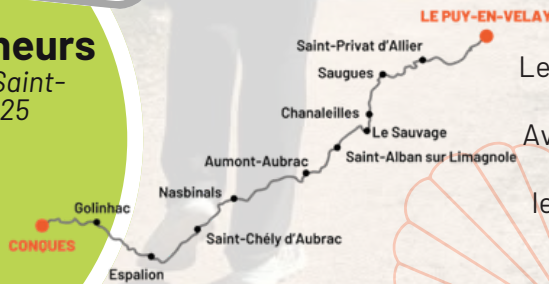 neurs
Saint-
25
LE PUY-EN-VELAY
Saint-Privat d'Allier
Saugues
Chanaleilles
Le Sauvage
Saint-Alban sur Limagnole
Aumont-Aubrac
Nasbinals
Saint-Chély d'Aubrac
Golinhac
CONQUES
Espalion
Le
Av
le